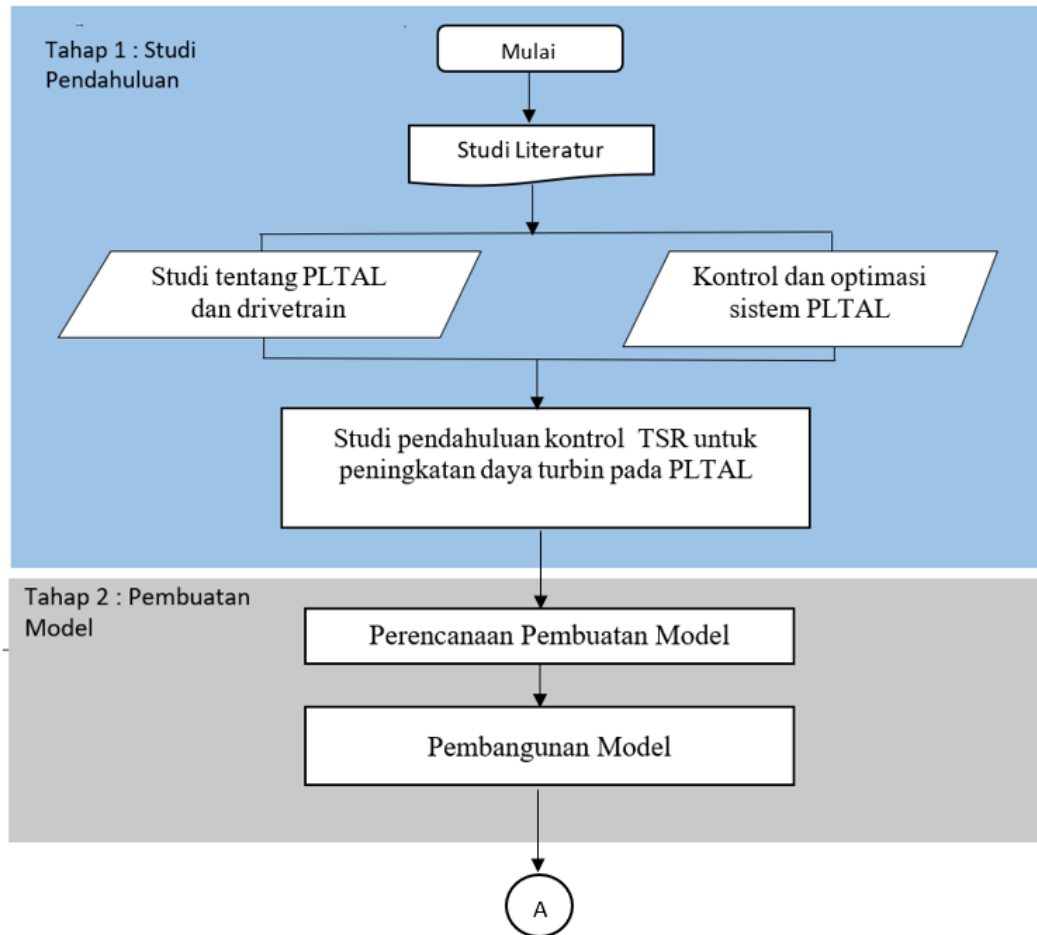 Tahap 1 : Studi
Pendahuluan
Mulai
Studi Literatur
Studi tentang PLTAL
dan drivetrain
Kontrol dan optimasi
sistem PLTAL
Studi pendahuluan kontrol TSR untuk
peningkatan daya turbin pada PLTAL
Tahap 2 : Pembuatan
Model
Perencanaan Pembuatan Model
Pembangunan Model
A